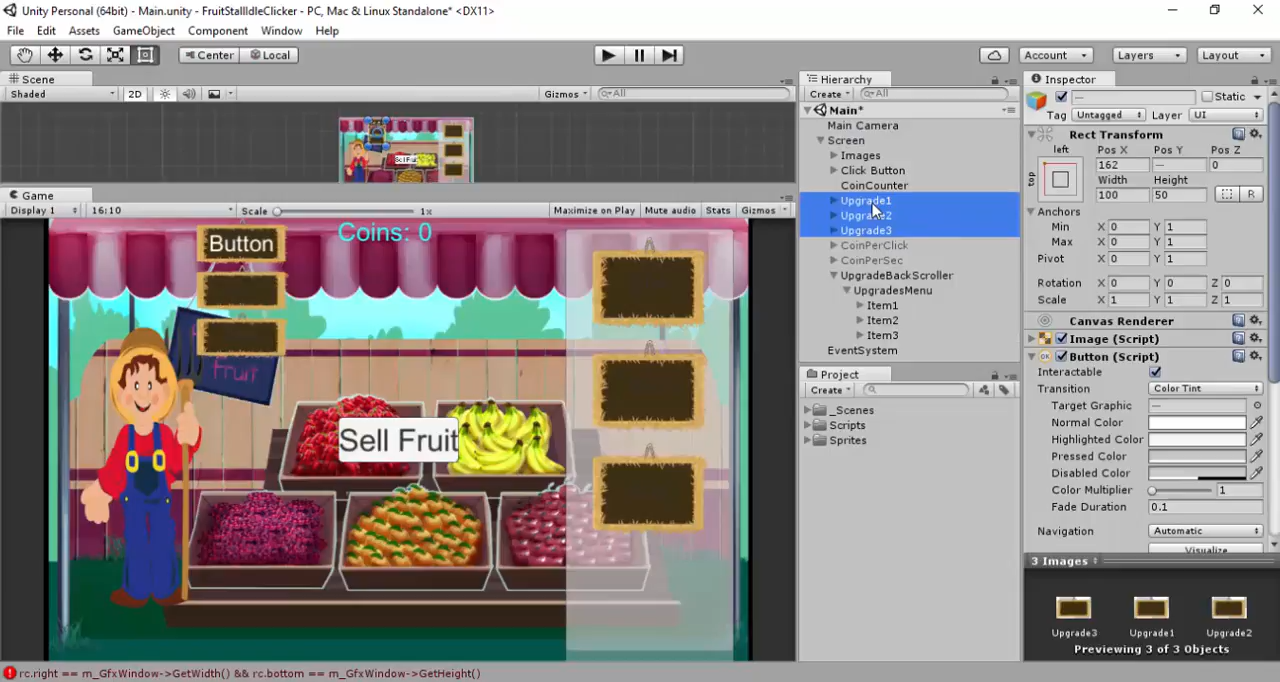 Unity Personal (64bit) - Main.unity - FruitStallIdleClicker - PC, Mac & Linux Standalone* <DX11>
File Edit Assets GameObject Component Window Help
Center Local Account Layers Layout
Scene
Shaded 2D Gizmos All
Sell Fruit
Game
Display 1 16:10 Scale 1x Maximize on Play Mute audio Stats Gizmos
Coins: 0
Button
Fruit
Sell Fruit
Hierarchy
Create All
Main*
Main Camera
Screen
Images
Click Button
CoinCounter
Upgrade1
Upgrade2
Upgrade3
CoinPerClick
CoinPerSec
UpgradeBackScroller
UpgradesMenu
Item1
Item2
Item3
EventSystem
Project
Create
_Scenes
Scripts
Sprites
Inspector
— Static
Tag Untagged Layer UI
Rect Transform
left Pos X Pos Y Pos Z
top 162 — 0
Width Height
100 50 R
Anchors
Min X 0 Y 1
Max X 0 Y 1
Pivot X 0 Y 1
Rotation X 0 Y 0 Z 0
Scale X 1 Y 1 Z 1
Canvas Renderer
Image (Script)
OK Button (Script)
Interactable
Transition Color Tint
Target Graphic —
Normal Color
Highlighted Color
Pressed Color
Disabled Color
Color Multiplier 1
Fade Duration 0.1
Navigation Automatic
Visualize
3 Images
Upgrade3 Upgrade1 Upgrade2
Previewing 3 of 3 Objects
rc.right == m_GfxWindow->GetWidth() && rc.bottom == m_GfxWindow->GetHeight()